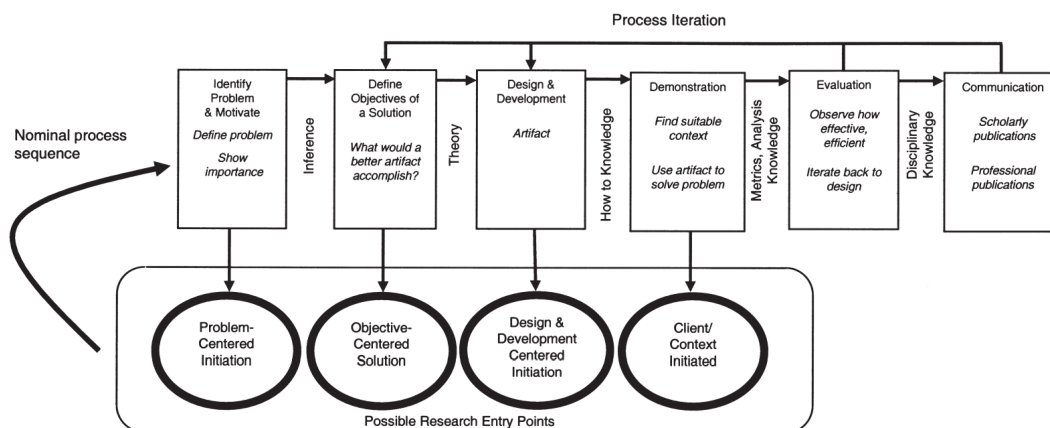 Process Iteration
Nominal process
sequence
Identify
Problem
& Motivate
Define problem
Show
importance
Inference
Define
Objectives of
a Solution
What would a
better artifact
accomplish?
Theory
Design &
Development
Artifact
How to Knowledge
Demonstration
Find suitable
context
Use artifact to
solve problem
Metrics, Analysis
Knowledge
Evaluation
Observe how
effective,
efficient
Iterate back to
design
Disciplinary
Knowledge
Communication
Scholarly
publications
Professional
publications
Problem-
Centered
Initiation
Objective-
Centered
Solution
Design &
Development
Centered
Initiation
Client/
Context
Initiated
Possible Research Entry Points